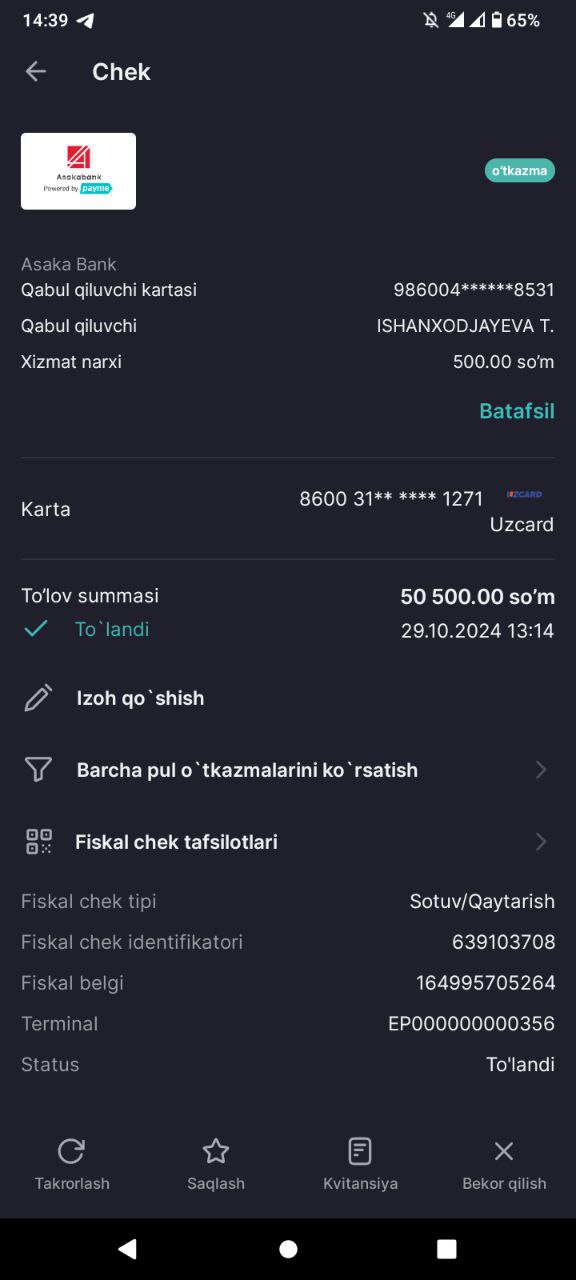 14:39 4G 65%
Chek
Asakabank
Powered by payme
o'tkazma
Asaka Bank
Qabul qiluvchi kartasi 986004******8531
Qabul qiluvchi ISHANXODJAYEVA T.
Xizmat narxi 500.00 so’m
Batafsil
8600 31** **** 1271 UZCARD
Karta
Uzcard
To’lov summasi 50 500.00 so’m
To`landi 29.10.2024 13:14
Izoh qo`shish
Barcha pul o`tkazmalarini ko`rsatish
Fiskal chek tafsilotlari
Fiskal chek tipi Sotuv/Qaytarish
Fiskal chek identifikatori 639103708
Fiskal belgi 164995705264
Terminal EP000000000356
Status To'landi
Takrorlash Saqlash Kvitansiya Bekor qilish